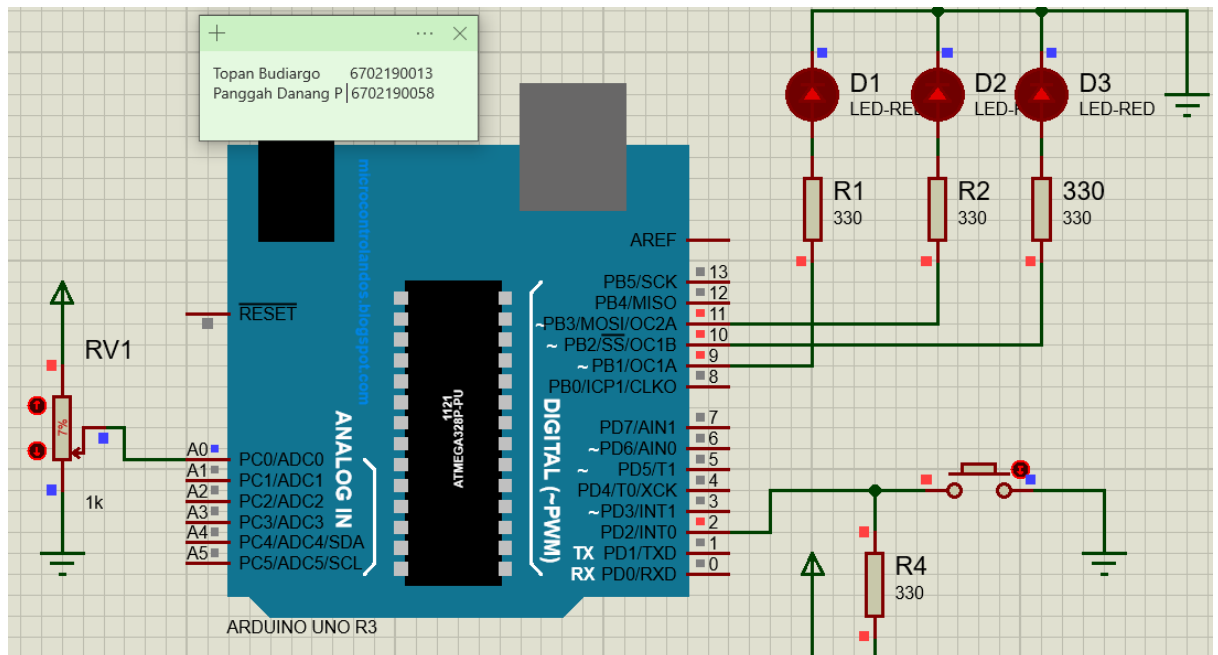 + ... ×
Topan Budiargo 6702190013
Panggah Danang P 6702190058
D1
LED-RED
D2
LED-R
D3
LED-RED
R1
330
R2
330
330
330
microcontrolandos.blogspot.com
AREF
RESET
PB5/SCK 13
PB4/MISO 12
~PB3/MOSI/OC2A 11
~ PB2/SS/OC1B 10
~ PB1/OC1A 9
PB0/ICP1/CLKO 8
RV1
7%
1k
1121
ATMEGA328P-PU
ANALOG IN
DIGITAL (~PWM)
A0 PC0/ADC0
A1 PC1/ADC1
A2 PC2/ADC2
A3 PC3/ADC3
A4 PC4/ADC4/SDA
A5 PC5/ADC5/SCL
PD7/AIN1 7
~PD6/AIN0 6
~ PD5/T1 5
PD4/T0/XCK 4
~PD3/INT1 3
PD2/INT0 2
TX PD1/TXD 1
RX PD0/RXD 0
R4
330
ARDUINO UNO R3